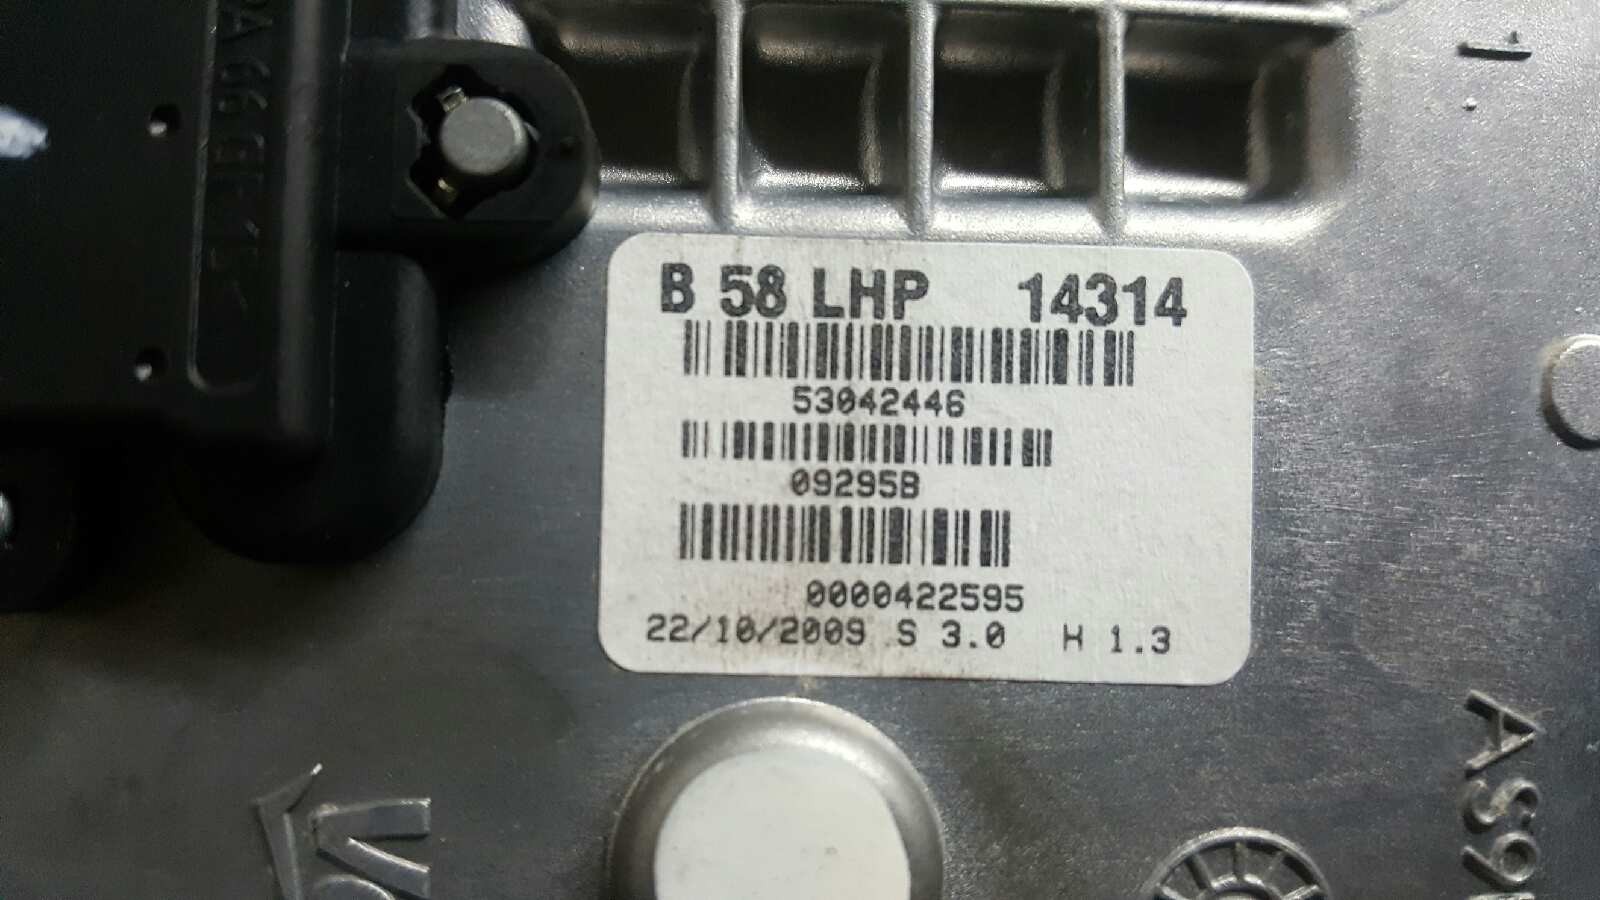 B 58 LHP 14314
53042446
09295B
0000422595
22/10/2009 S 3.0 H 1.3